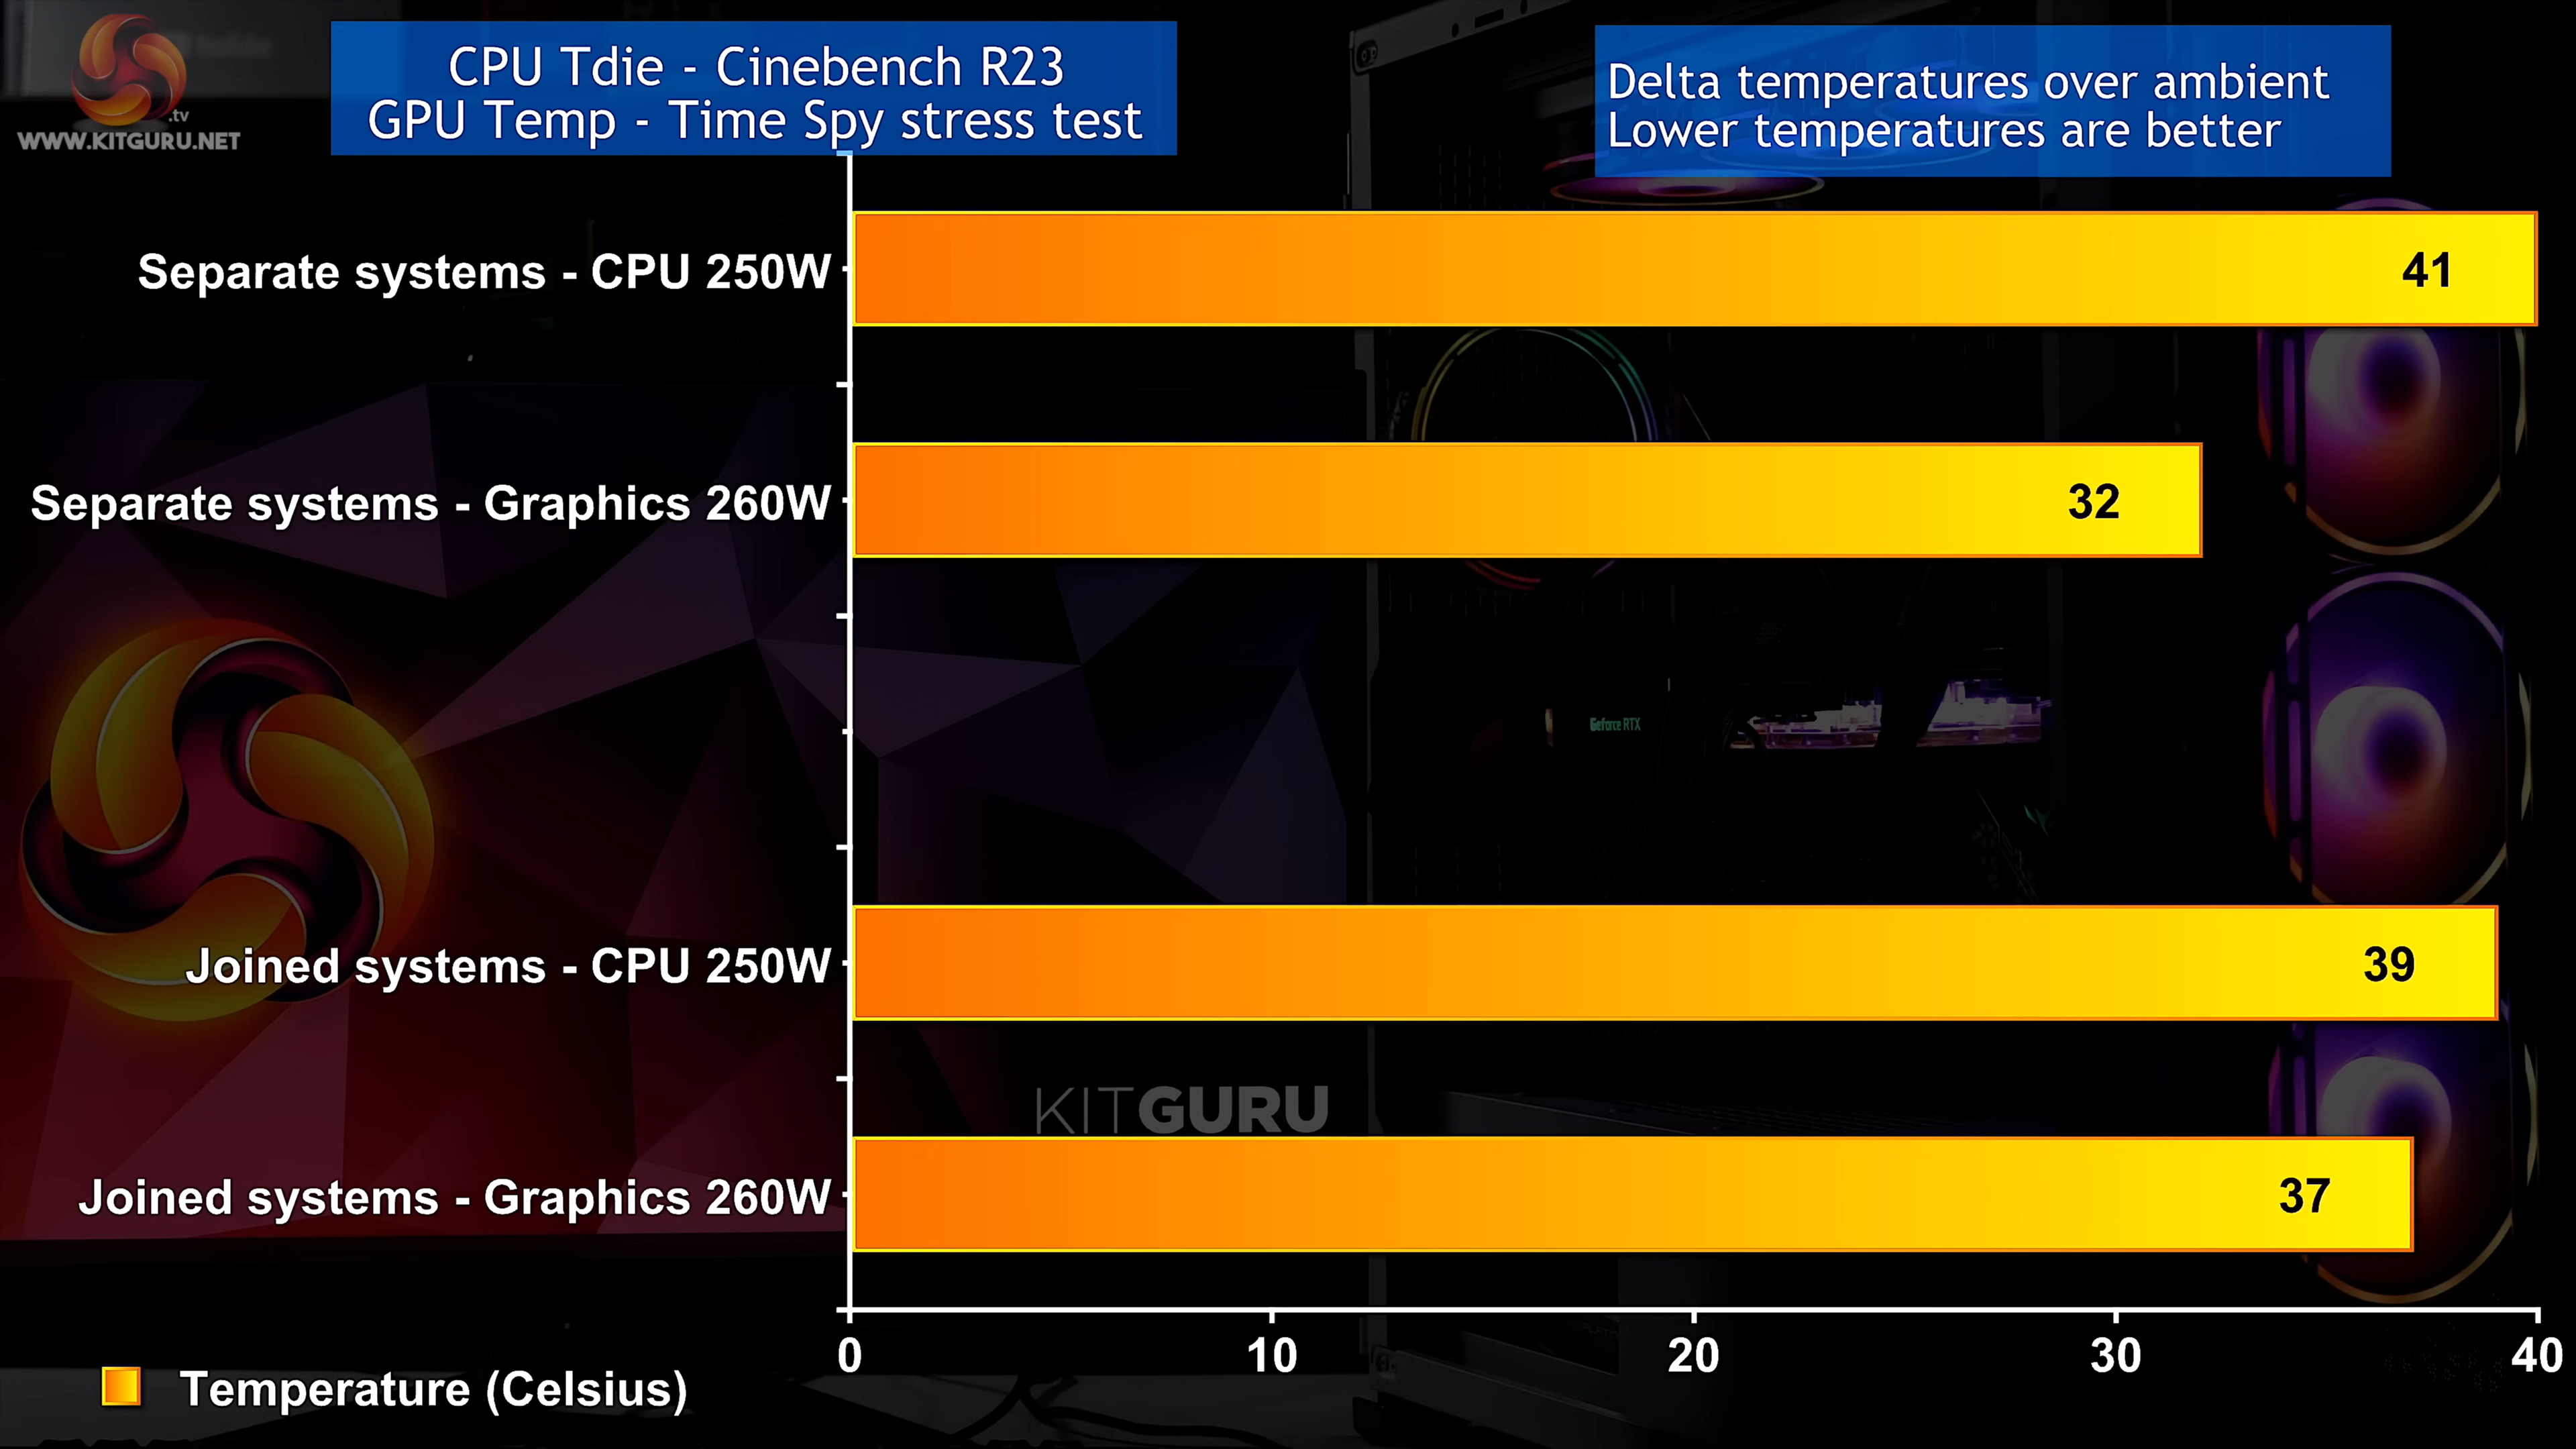 .tv
WWW.KITGURU.NET
CPU Tdie - Cinebench R23
GPU Temp - Time Spy stress test
Delta temperatures over ambient
Lower temperatures are better
Separate systems - CPU 250W
41
Separate systems - Graphics 260W
32
Geforce RTX
Joined systems - CPU 250W
39
KITGURU
Joined systems - Graphics 260W
37
0 10 20 30 40
Temperature (Celsius)